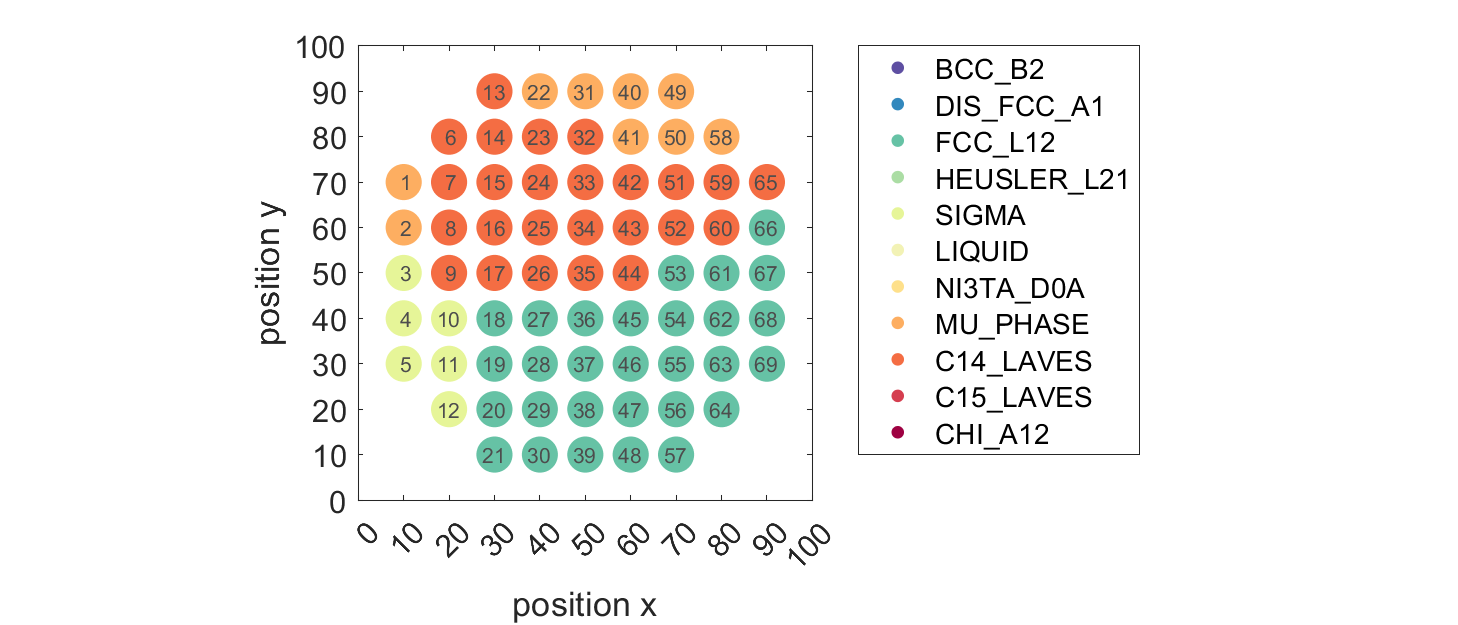 100
90 13 22 31 40 49
80 6 14 23 32 41 50 58
70 1 7 15 24 33 42 51 59 65
60 2 8 16 25 34 43 52 60 66
50 3 9 17 26 35 44 53 61 67
40 4 10 18 27 36 45 54 62 68
30 5 11 19 28 37 46 55 63 69
20 12 20 29 38 47 56 64
10 21 30 39 48 57
0
position y
0 10 20 30 40 50 60 70 80 90 100
position x
BCC_B2
DIS_FCC_A1
FCC_L12
HEUSLER_L21
SIGMA
LIQUID
NI3TA_D0A
MU_PHASE
C14_LAVES
C15_LAVES
CHI_A12